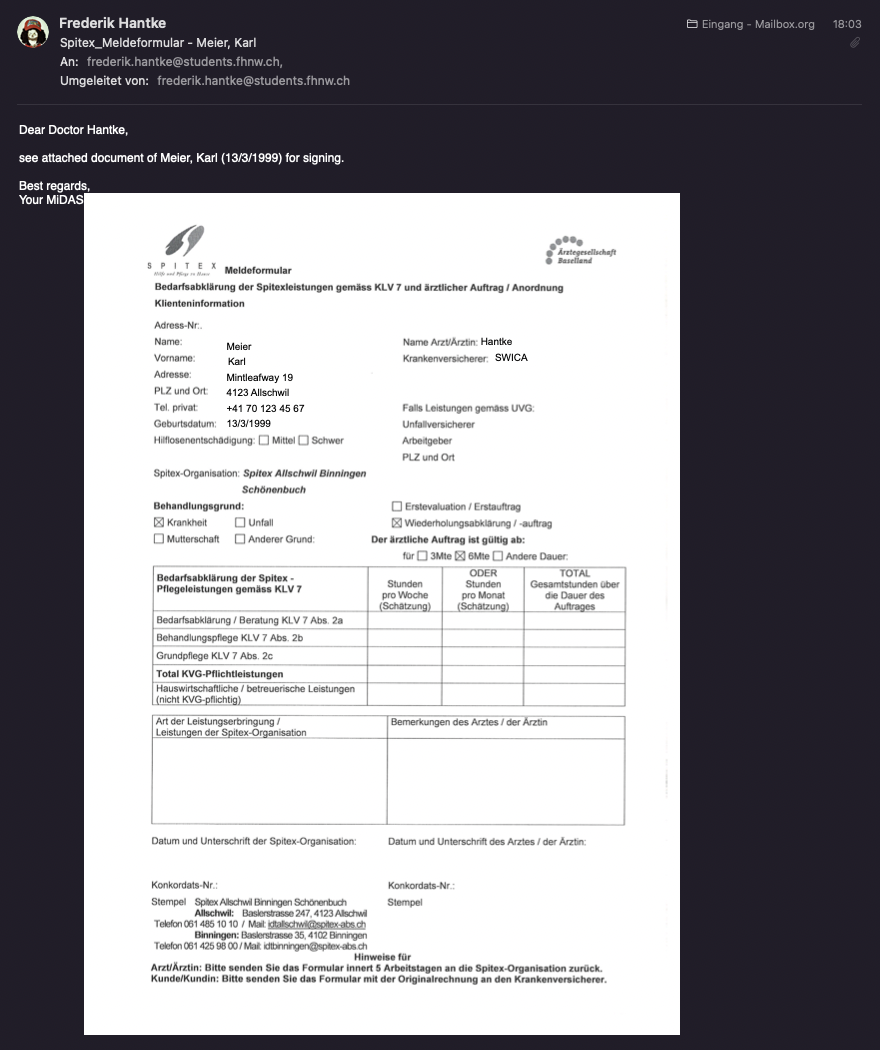 Frederik Hantke
Eingang - Mailbox.org 18:03
Spitex_Meldeformular - Meier, Karl
An: frederik.hantke@students.fhnw.ch,
Umgeleitet von: frederik.hantke@students.fhnw.ch
Dear Doctor Hantke,
see attached document of Meier, Karl (13/3/1999) for signing.
Best regards,
Your MiDAS
SPITEX
Hilfe und Pflege zu Hause
Meldeformular
Ärztegesellschaft
Baselland
Bedarfsabklärung der Spitexleistungen gemäss KLV 7 und ärztlicher Auftrag / Anordnung
Klienteninformation
Adress-Nr:.
Name: Meier Name Arzt/Ärztin: Hantke
Vorname: Karl Krankenversicherer: SWICA
Adresse: Mintleafway 19
PLZ und Ort: 4123 Allschwil
Tel. privat: +41 70 123 45 67 Falls Leistungen gemäss UVG:
Geburtsdatum: 13/3/1999 Unfallversicherer
Hilflosenentschädigung: ☐ Mittel ☐ Schwer Arbeitgeber
PLZ und Ort
Spitex-Organisation: Spitex Allschwil Binningen
Schönenbuch
Behandlungsgrund: ☐ Erstevaluation / Erstauftrag
☒ Krankheit ☐ Unfall ☒ Wiederholungsabklärung / -auftrag
☐ Mutterschaft ☐ Anderer Grund: Der ärztliche Auftrag ist gültig ab:
für ☐ 3Mte ☒ 6Mte ☐ Andere Dauer:
Bedarfsabklärung der Spitex -
Pflegeleistungen gemäss KLV 7
Stunden
pro Woche
(Schätzung)
ODER
Stunden
pro Monat
(Schätzung)
TOTAL
Gesamtstunden über
die Dauer des
Auftrages
Bedarfsabklärung / Beratung KLV 7 Abs. 2a
Behandlungspflege KLV 7 Abs. 2b
Grundpflege KLV 7 Abs. 2c
Total KVG-Pflichtleistungen
Hauswirtschaftliche / betreuerische Leistungen
(nicht KVG-pflichtig)
Art der Leistungserbringung /
Leistungen der Spitex-Organisation
Bemerkungen des Arztes / der Ärztin
Datum und Unterschrift der Spitex-Organisation: Datum und Unterschrift des Arztes / der Ärztin:
Konkordats-Nr.: Konkordats-Nr.:
Stempel Spitex Allschwil Binningen Schönenbuch Stempel
Allschwil: Baslerstrasse 247, 4123 Allschwil
Telefon 061 485 10 10 / Mail: idtallschwil@spitex-abs.ch
Binningen: Baslerstrasse 35, 4102 Binningen
Telefon 061 425 98 00 / Mail: idtbinningen@spitex-abs.ch
Hinweise für
Arzt/Ärztin: Bitte senden Sie das Formular innert 5 Arbeitstagen an die Spitex-Organisation zurück.
Kunde/Kundin: Bitte senden Sie das Formular mit der Originalrechnung an den Krankenversicherer.